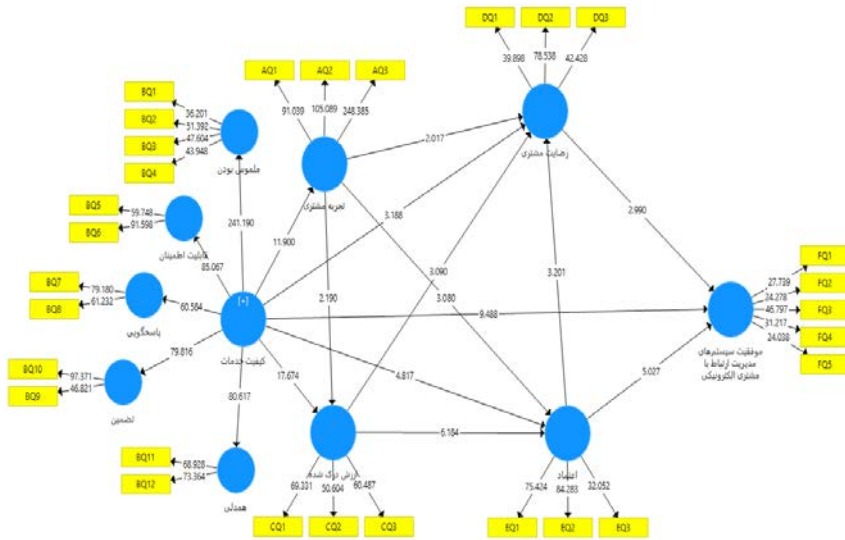 DQ1 DQ2 DQ3
39.898 78.538 42.428
رضایت مشتری
AQ1 AQ2 AQ3
91.039 105.089 248.385
تجربه مشتری
BQ1
BQ2
BQ3
BQ4
36.201
51.392
47.604
43.948
ملموس بودن
BQ5
BQ6
59.748
91.598
قابلیت اطمینان
BQ7
BQ8
79.180
61.232
پاسخگویی
BQ10
BQ9
97.371
46.821
تضمین
BQ11
BQ12
68.928
73.364
همدلی
[+]
کیفیت خدمات
241.190
85.067
60.584
79.816
80.617
11.900
2.017
3.188
2.190
3.090
3.080
9.488
4.817
17.674
6.184
3.201
2.990
5.027
FQ1
FQ2
FQ3
FQ4
FQ5
27.739
24.278
46.797
31.217
24.038
موفقیت سیستم‌های
مدیریت ارتباط با
مشتری الکترونیکی
ارزش درک شده
69.331 50.604 60.487
CQ1 CQ2 CQ3
اعتماد
75.424 84.283 32.052
EQ1 EQ2 EQ3